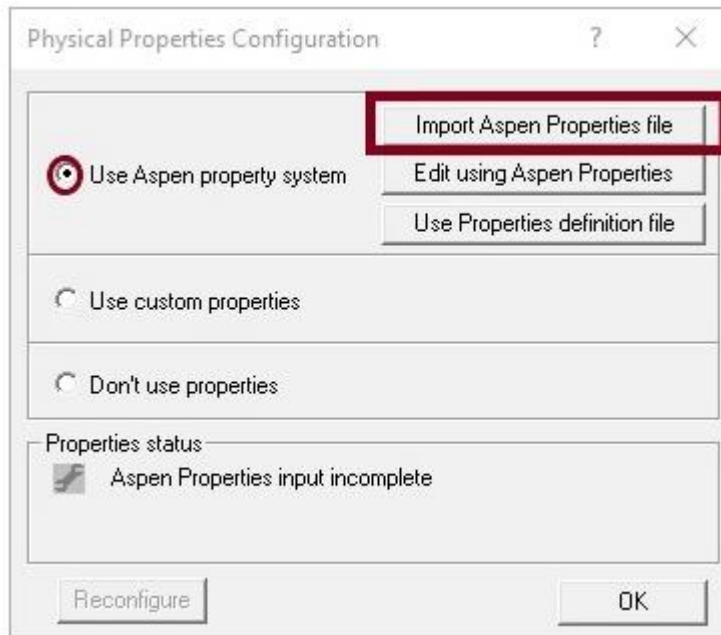 Physical Properties Configuration ? ×
Import Aspen Properties file
Use Aspen property system
Edit using Aspen Properties
Use Properties definition file
Use custom properties
Don't use properties
Properties status
Aspen Properties input incomplete
Reconfigure
OK